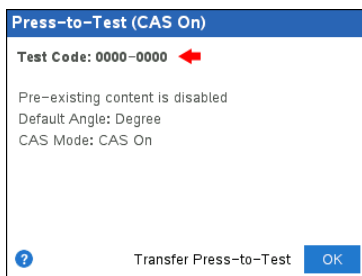 Press-to-Test (CAS On)
Test Code: 0000-0000
Pre-existing content is disabled
Default Angle: Degree
CAS Mode: CAS On
? Transfer Press-to-Test OK